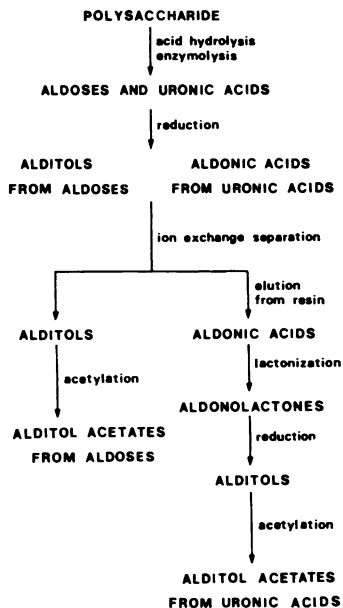 POLYSACCHARIDE
acid hydrolysis
enzymolysis
ALDOSES AND URONIC ACIDS
reduction
ALDITOLS
FROM ALDOSES
ALDONIC ACIDS
FROM URONIC ACIDS
ion exchange separation
elution
from resin
ALDITOLS
ALDONIC ACIDS
acetylation
lactonization
ALDITOL ACETATES
FROM ALDOSES
ALDONOLACTONES
reduction
ALDITOLS
acetylation
ALDITOL ACETATES
FROM URONIC ACIDS